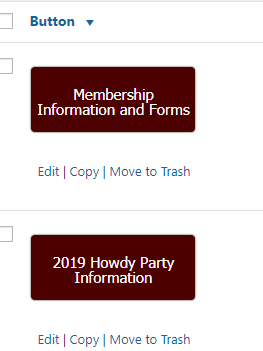 Button
Membership
Information and Forms
Edit | Copy | Move to Trash
2019 Howdy Party
Information
Edit | Copy | Move to Trash